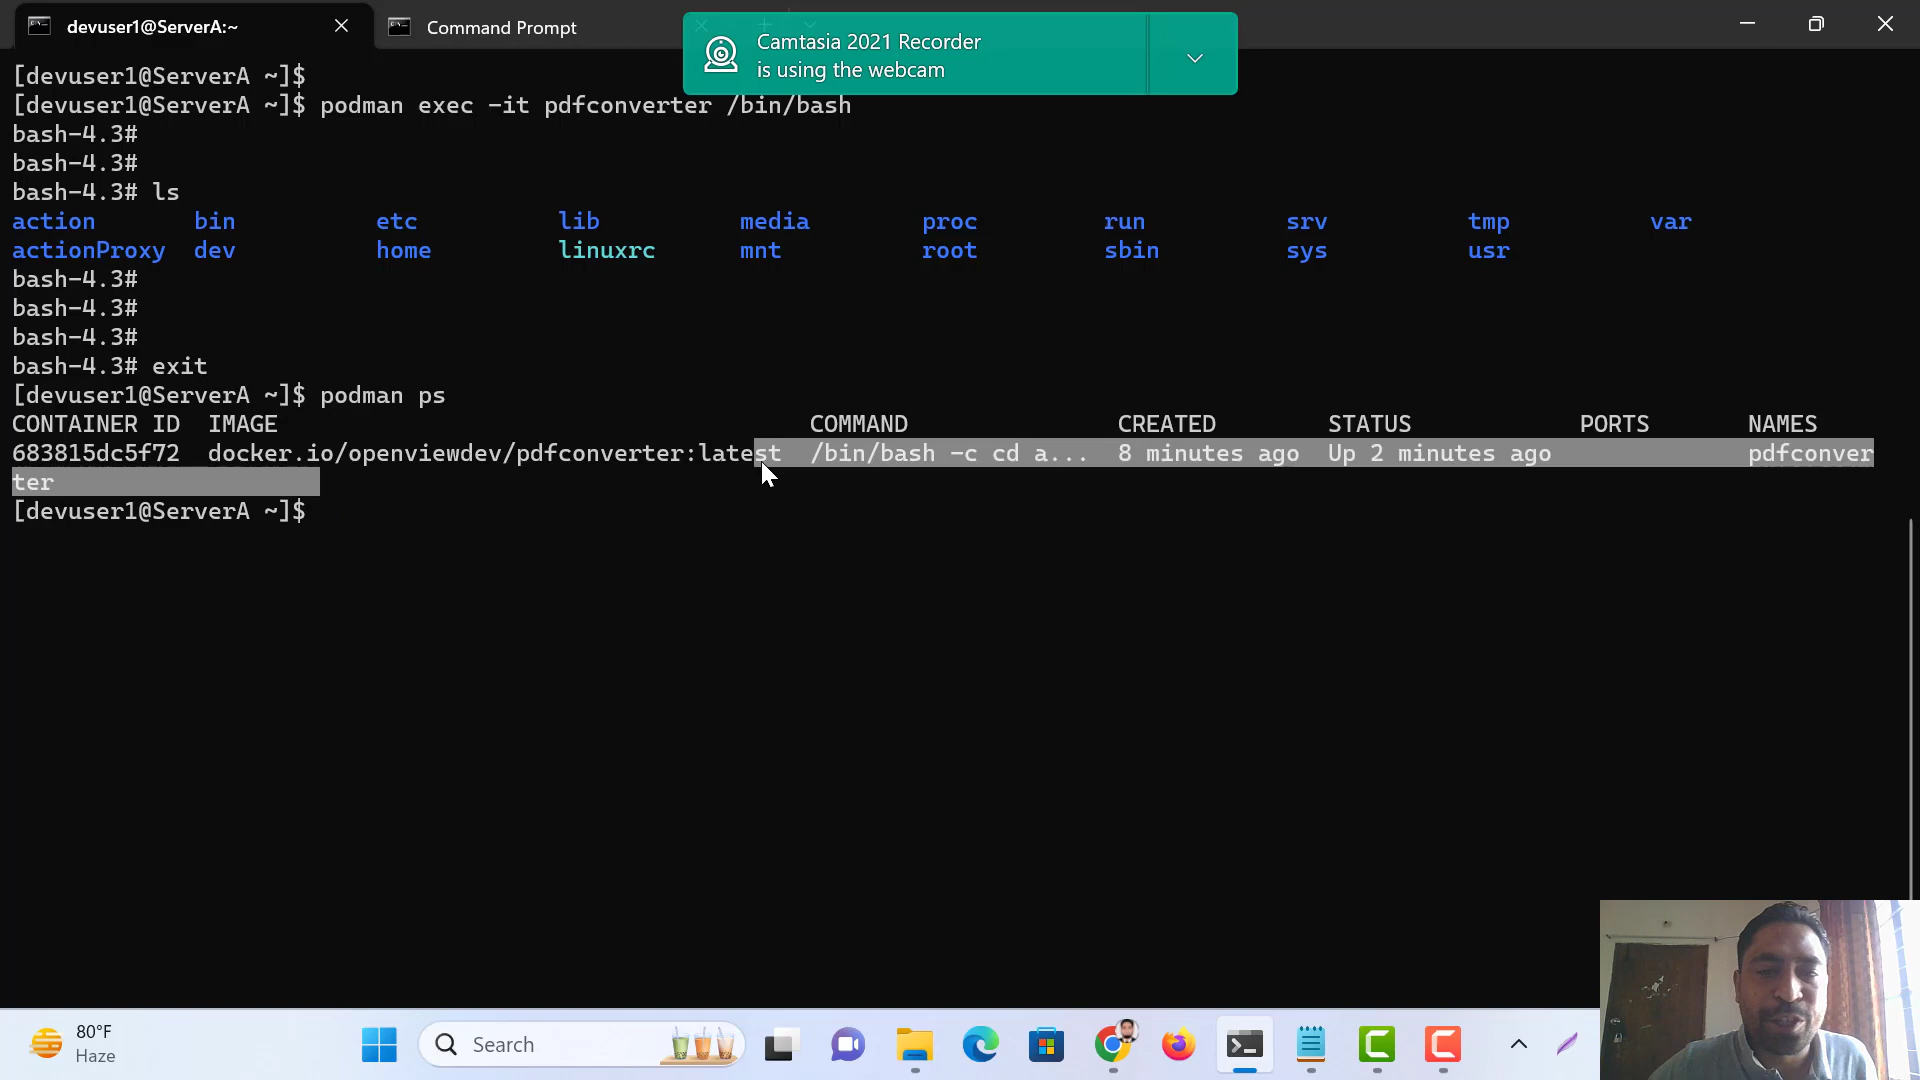 devuser1@ServerA:~
Command Prompt
Camtasia 2021 Recorder
is using the webcam
[devuser1@ServerA ~]$
[devuser1@ServerA ~]$ podman exec -it pdfconverter /bin/bash
bash-4.3#
bash-4.3#
bash-4.3# ls
action bin etc lib media proc run srv tmp var
actionProxy dev home linuxrc mnt root sbin sys usr
bash-4.3#
bash-4.3#
bash-4.3#
bash-4.3# exit
[devuser1@ServerA ~]$ podman ps
CONTAINER ID IMAGE COMMAND CREATED STATUS PORTS NAMES
683815dc5f72 docker.io/openviewdev/pdfconverter:latest /bin/bash -c cd a... 8 minutes ago Up 2 minutes ago pdfconver
ter
[devuser1@ServerA ~]$
80°F
Haze
Search